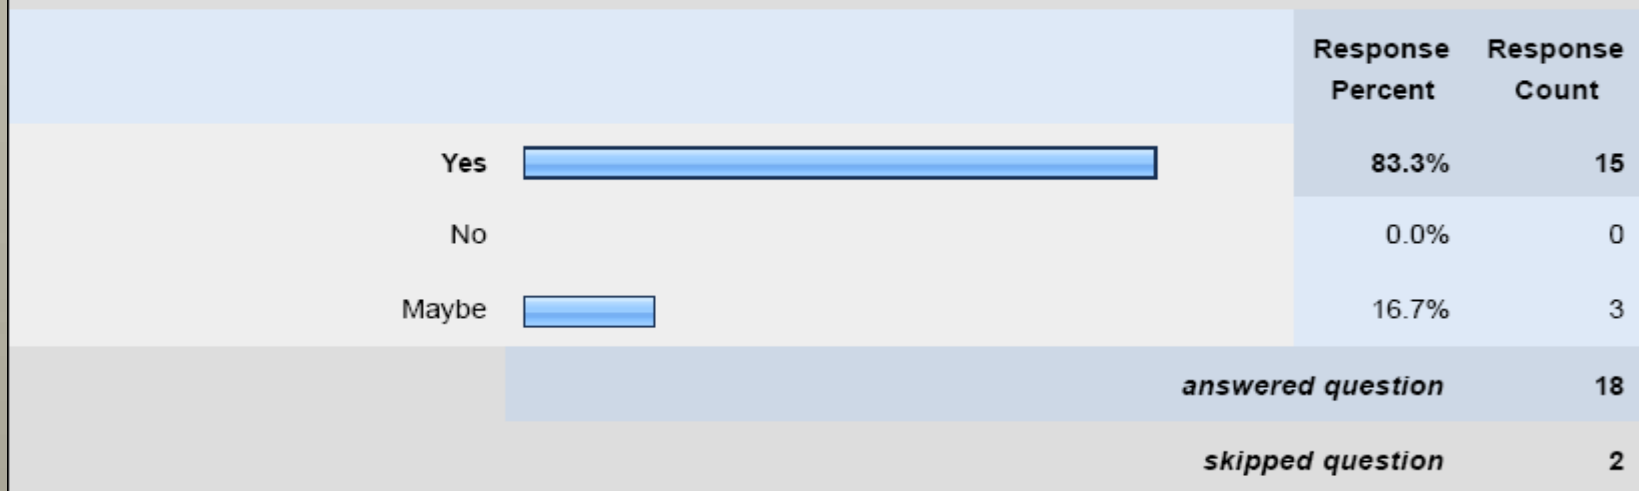 Response Percent Response Count
Yes 83.3% 15
No 0.0% 0
Maybe 16.7% 3
answered question 18
skipped question 2